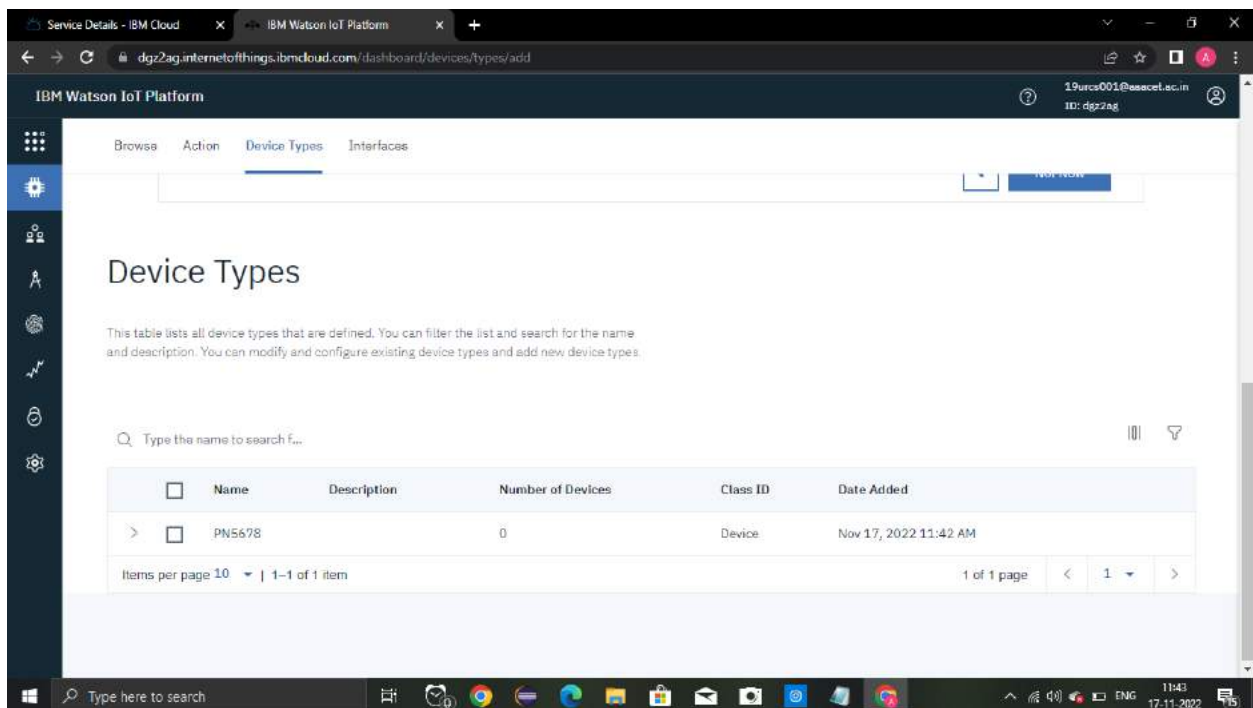 Service Details - IBM Cloud
IBM Watson IoT Platform
dgz2ag.internetofthings.ibmcloud.com/dashboard/devices/types/add
A
IBM Watson IoT Platform
19urcs001@aaacet.ac.in
ID: dgz2ag
Browse Action Device Types Interfaces
Not Now
Device Types
This table lists all device types that are defined. You can filter the list and search for the name
and description. You can modify and configure existing device types and add new device types.
Type the name to search f...
Name Description Number of Devices Class ID Date Added
PN5678 0 Device Nov 17, 2022 11:42 AM
Items per page 10 | 1–1 of 1 item 1 of 1 page 1
Type here to search
ENG
11:43
17-11-2022
15